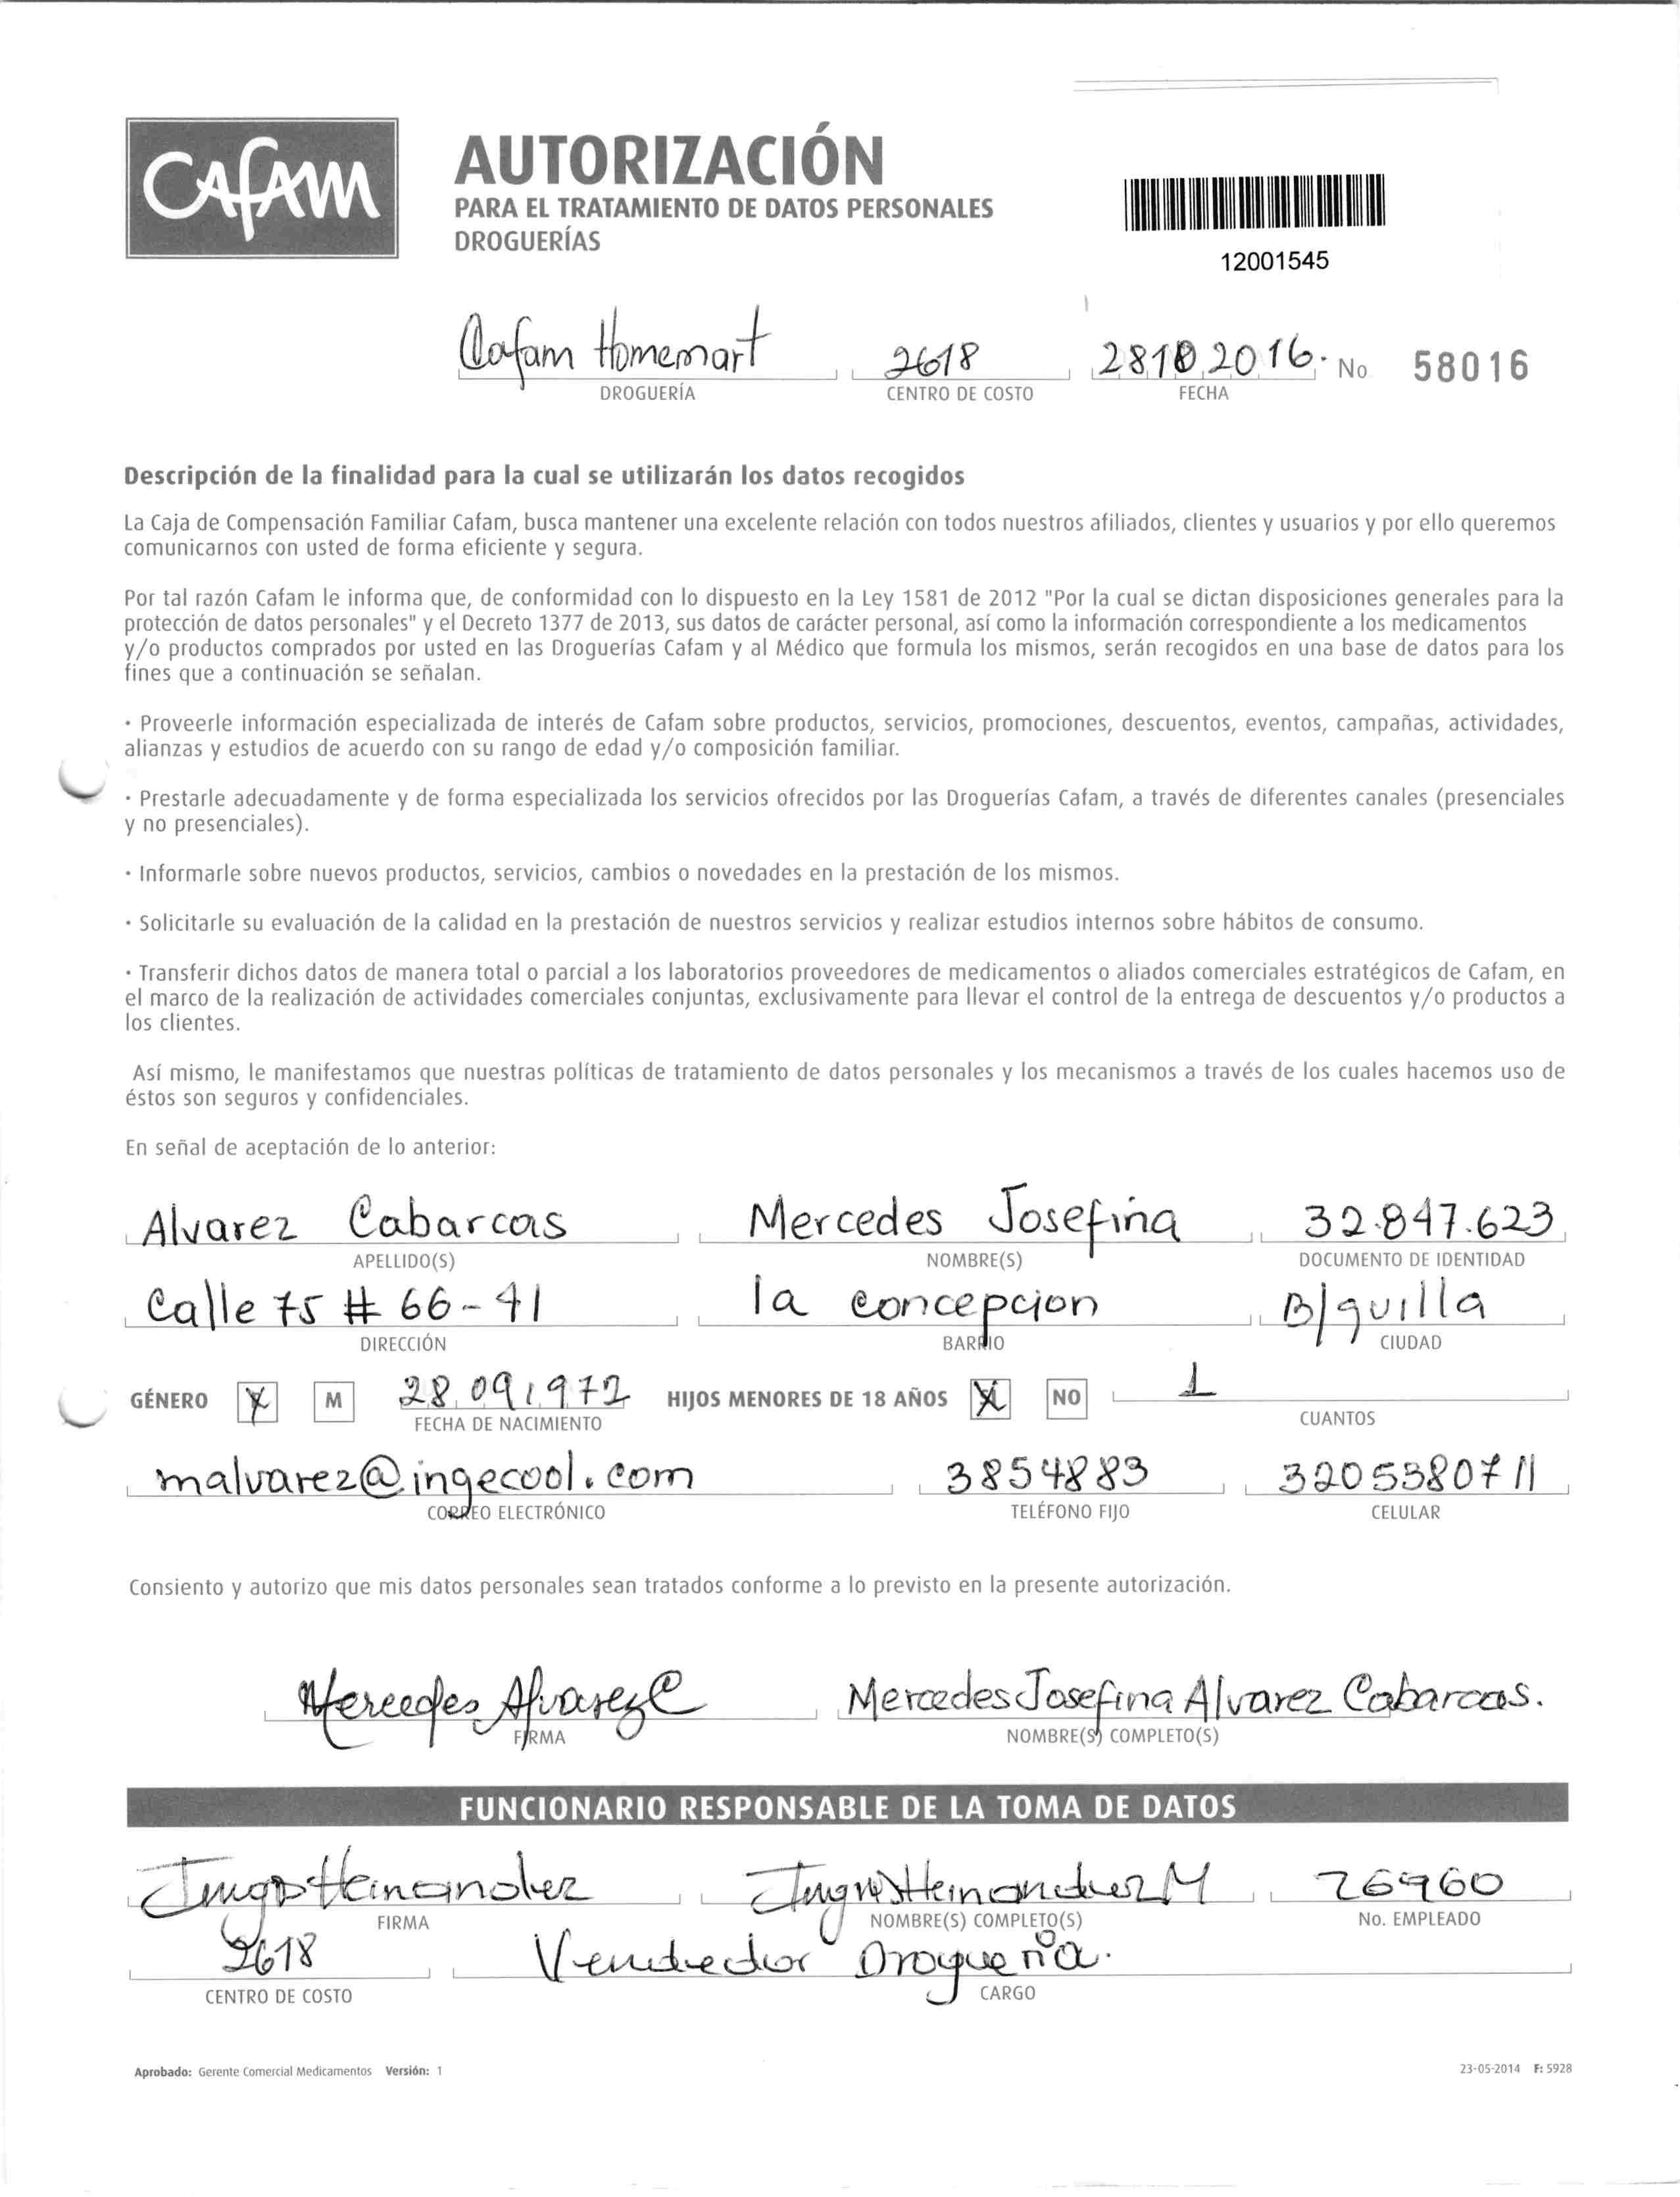 CAFAM
AUTORIZACIÓN
PARA EL TRATAMIENTO DE DATOS PERSONALES
DROGUERÍAS
12001545
Cafam Homemart 2618 28102016. No 58016
DROGUERÍA CENTRO DE COSTO FECHA
Descripción de la finalidad para la cual se utilizarán los datos recogidos
La Caja de Compensación Familiar Cafam, busca mantener una excelente relación con todos nuestros afiliados, clientes y usuarios y por ello queremos
comunicarnos con usted de forma eficiente y segura.
Por tal razón Cafam le informa que, de conformidad con lo dispuesto en la Ley 1581 de 2012 "Por la cual se dictan disposiciones generales para la
protección de datos personales" y el Decreto 1377 de 2013, sus datos de carácter personal, así como la información correspondiente a los medicamentos
y/o productos comprados por usted en las Droguerías Cafam y al Médico que formula los mismos, serán recogidos en una base de datos para los
fines que a continuación se señalan.
· Proveerle información especializada de interés de Cafam sobre productos, servicios, promociones, descuentos, eventos, campañas, actividades,
alianzas y estudios de acuerdo con su rango de edad y/o composición familiar.
· Prestarle adecuadamente y de forma especializada los servicios ofrecidos por las Droguerías Cafam, a través de diferentes canales (presenciales
y no presenciales).
· Informarle sobre nuevos productos, servicios, cambios o novedades en la prestación de los mismos.
· Solicitarle su evaluación de la calidad en la prestación de nuestros servicios y realizar estudios internos sobre hábitos de consumo.
· Transferir dichos datos de manera total o parcial a los laboratorios proveedores de medicamentos o aliados comerciales estratégicos de Cafam, en
el marco de la realización de actividades comerciales conjuntas, exclusivamente para llevar el control de la entrega de descuentos y/o productos a
los clientes.
Así mismo, le manifestamos que nuestras políticas de tratamiento de datos personales y los mecanismos a través de los cuales hacemos uso de
éstos son seguros y confidenciales.
En señal de aceptación de lo anterior:
Alvarez Cabarcas Mercedes Josefina 32.847.623
APELLIDO(S) NOMBRE(S) DOCUMENTO DE IDENTIDAD
Calle 75 # 66-41 la concepcion B/quilla
DIRECCIÓN BARRIO CIUDAD
GÉNERO X M 28 09 1972 HIJOS MENORES DE 18 AÑOS X NO 1
FECHA DE NACIMIENTO CUANTOS
malvarez@ingecool.com 3854883 3205380711
CORREO ELECTRÓNICO TELÉFONO FIJO CELULAR
Consiento y autorizo que mis datos personales sean tratados conforme a lo previsto en la presente autorización.
Mercedes Alvarez C Mercedes Josefina Alvarez Cabarcas.
FIRMA NOMBRE(S) COMPLETO(S)
FUNCIONARIO RESPONSABLE DE LA TOMA DE DATOS
Hernandez Hernandez M 26960
FIRMA NOMBRE(S) COMPLETO(S) No. EMPLEADO
2618 Vendedor Droguería.
CENTRO DE COSTO CARGO
Aprobado: Gerente Comercial Medicamentos Versión: 1 23-05-2014 F: 5928